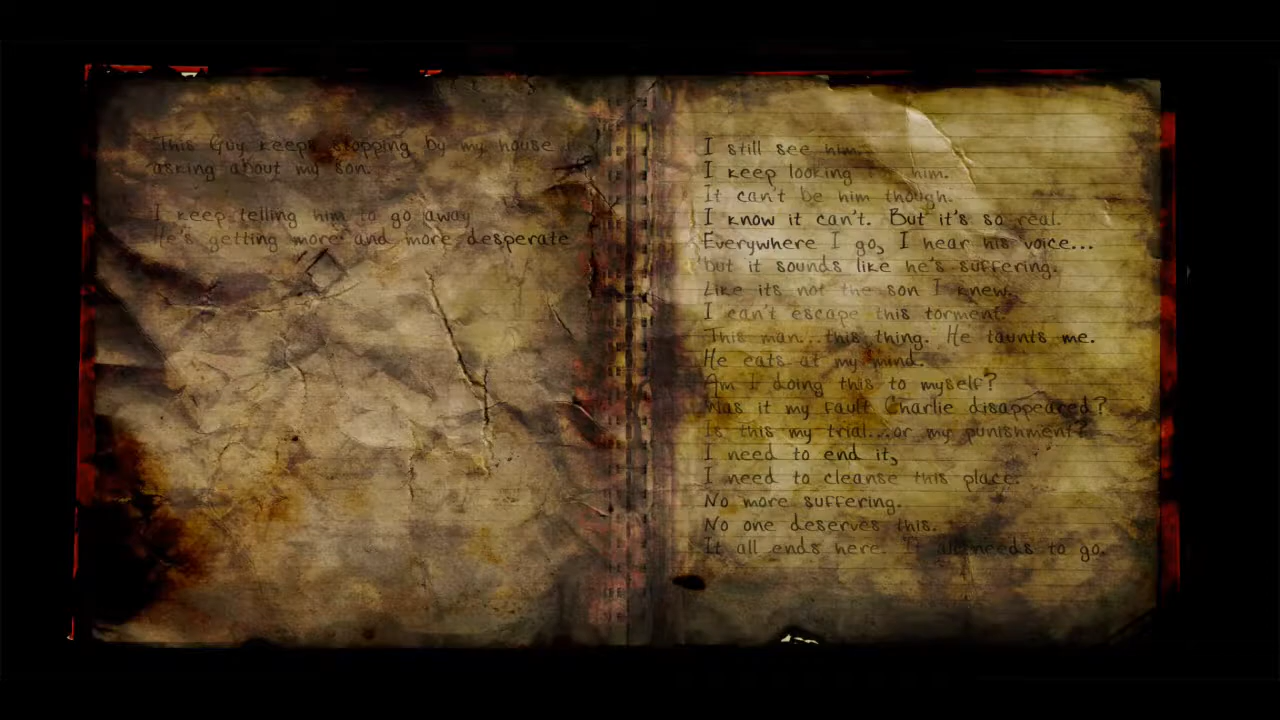 This Guy keeps stopping by my house
asking about my son.
I keep telling him to go away
He's getting more and more desperate
I still see him.
I keep looking for him.
It can't be him though.
I know it can't. But it's so real.
Everywhere I go, I hear his voice...
but it sounds like he's suffering.
Like its not the son I knew.
I can't escape this torment.
This man...this thing. He taunts me.
He eats at my mind.
Am I doing this to myself?
Was it my fault Charlie disappeared?
Is this my trial...or my punishment?
I need to end it,
I need to cleanse this place.
No more suffering.
No one deserves this.
It all ends here. It all needs to go.